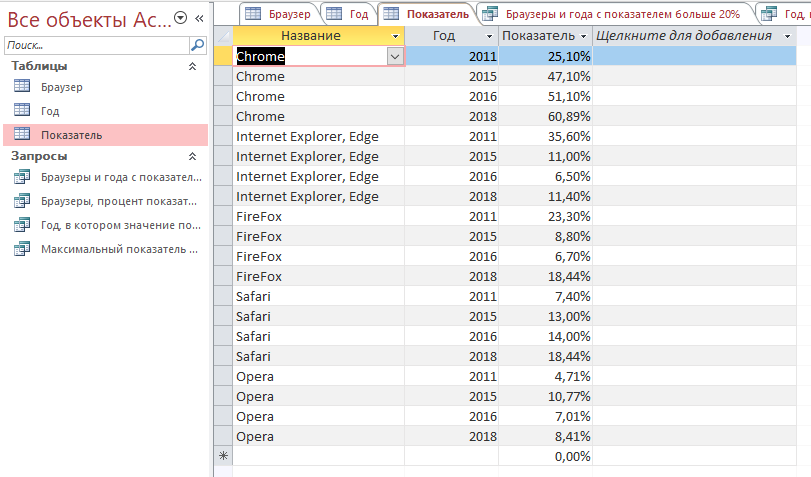 Все объекты Ac...
Поиск...
Таблицы
Браузер
Год
Показатель
Запросы
Браузеры и года с показател...
Браузеры, процент показат...
Год, в котором значение по...
Максимальный показатель ...
Браузер Год Показатель Браузеры и года с показателем больше 20% Год,
Название Год Показатель Щелкните для добавления
Chrome 2011 25,10%
Chrome 2015 47,10%
Chrome 2016 51,10%
Chrome 2018 60,89%
Internet Explorer, Edge 2011 35,60%
Internet Explorer, Edge 2015 11,00%
Internet Explorer, Edge 2016 6,50%
Internet Explorer, Edge 2018 11,40%
FireFox 2011 23,30%
FireFox 2015 8,80%
FireFox 2016 6,70%
FireFox 2018 18,44%
Safari 2011 7,40%
Safari 2015 13,00%
Safari 2016 14,00%
Safari 2018 18,44%
Opera 2011 4,71%
Opera 2015 10,77%
Opera 2016 7,01%
Opera 2018 8,41%
0,00%